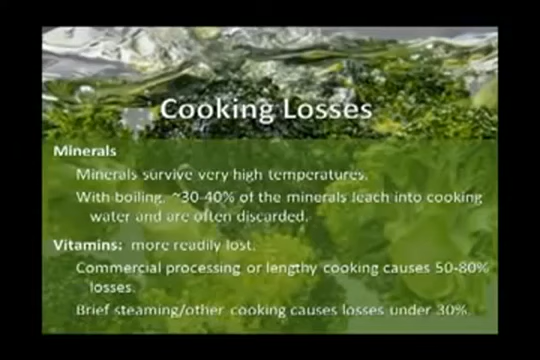 Cooking Losses
Minerals
Minerals survive very high temperatures.
With boiling, ~30-40% of the minerals leach into cooking
water and are often discarded.
Vitamins: more readily lost.
Commercial processing or lengthy cooking causes 50-80%
losses.
Brief steaming/other cooking causes losses under 30%.